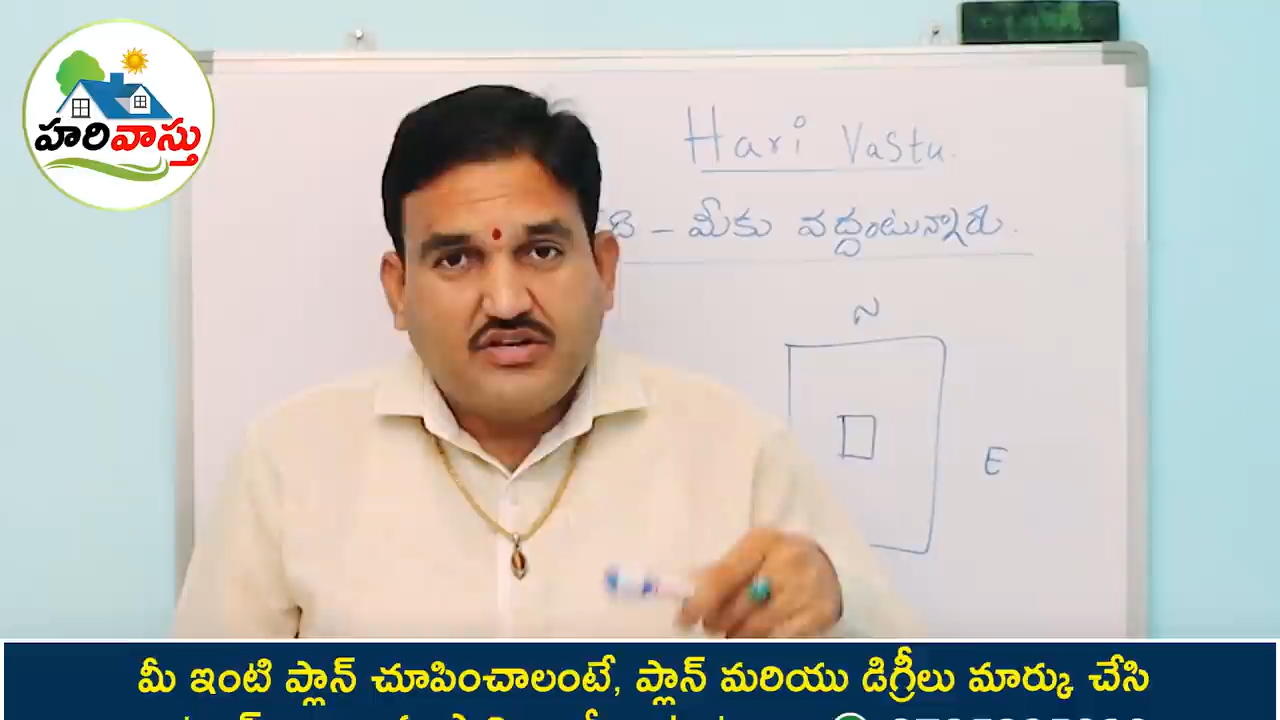 హరివాస్తు
Hari Vastu.
మీకు వద్దంటున్నారు.
N
E
మీ ఇంటి ప్లాన్ చూపించాలంటే, ప్లాన్ మరియు డిగ్రీలు మార్కు చేసి